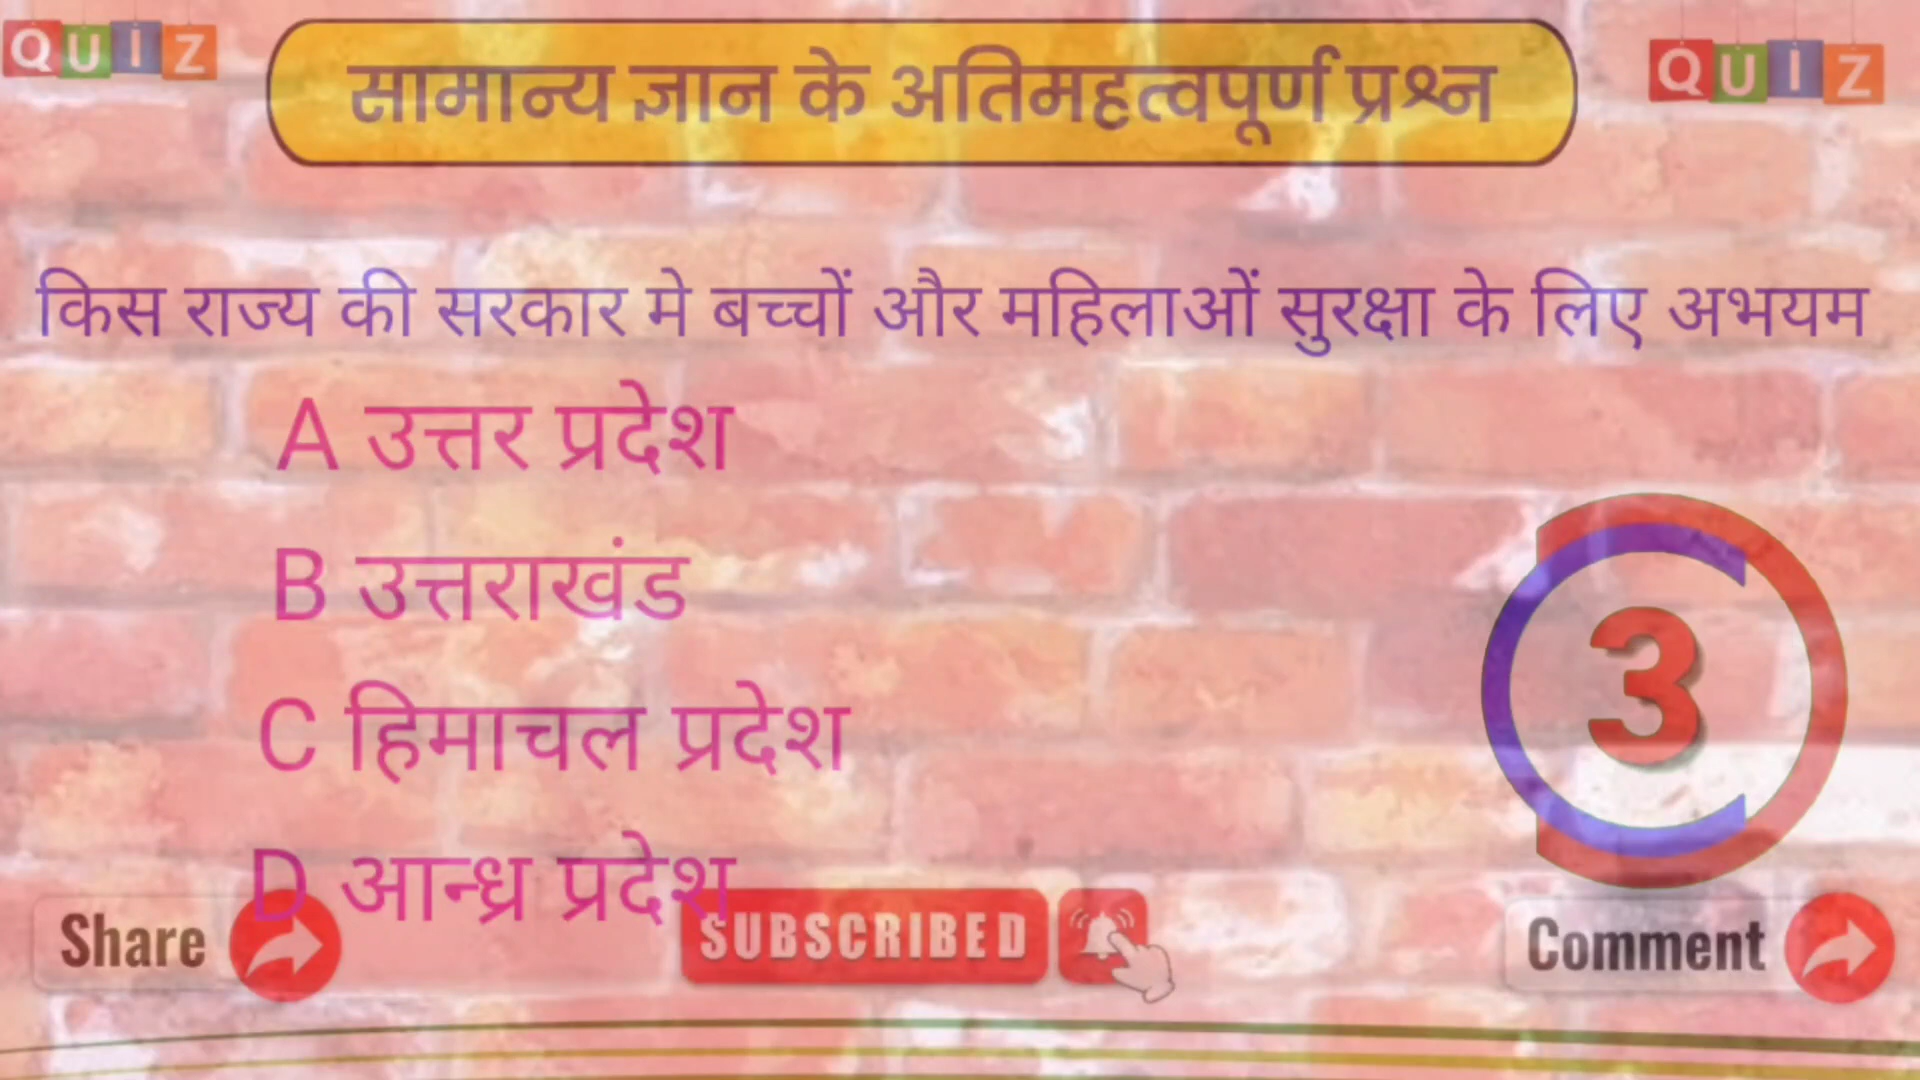 QUIZ
QUIZ
सामान्य ज्ञान के अतिमहत्वपूर्ण प्रश्न
किस राज्य की सरकार मे बच्चों और महिलाओं सुरक्षा के लिए अभयम
A उत्तर प्रदेश
B उत्तराखंड
C हिमाचल प्रदेश
D आन्ध्र प्रदेश
3
Share
SUBSCRIBED
Comment